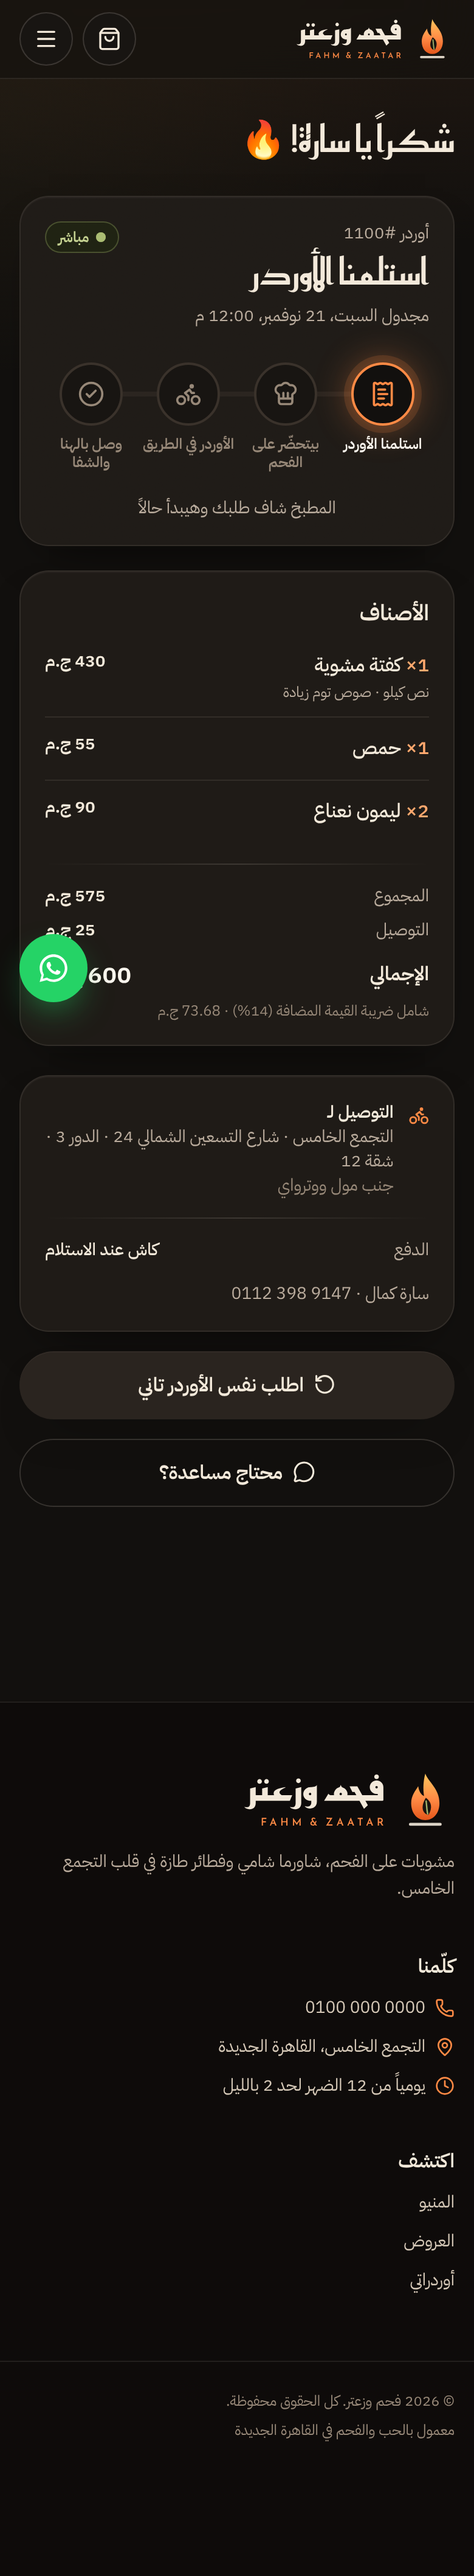 فحم وزعتر
FAHM & ZAATAR
شكراً يا سارة! 🔥
أوردر #1100
مباشر
استلمنا الأوردر
مجدول السبت، 21 نوفمبر، 12:00 م
استلمنا الأوردر
بيتحضّر على الفحم
الأوردر في الطريق
وصل بالهنا والشفا
المطبخ شاف طلبك وهيبدأ حالاً
الأصناف
1× كفتة مشوية 430 ج.م
نص كيلو · صوص توم زيادة
1× حمص 55 ج.م
2× ليمون نعناع 90 ج.م
المجموع 575 ج.م
التوصيل 25 ج.م
الإجمالي 600
شامل ضريبة القيمة المضافة (14%) · 73.68 ج.م
التوصيل لـ
التجمع الخامس · شارع التسعين الشمالي 24 · الدور 3 ·
شقة 12
جنب مول ووترواي
الدفع كاش عند الاستلام
سارة كمال · 0112 398 9147
اطلب نفس الأوردر تاني
محتاج مساعدة؟
فحم وزعتر
FAHM & ZAATAR
مشويات على الفحم، شاورما شامي وفطائر طازة في قلب التجمع
الخامس.
كلّمنا
0100 000 0000
التجمع الخامس، القاهرة الجديدة
يومياً من 12 الضهر لحد 2 بالليل
اكتشف
المنيو
العروض
أوردراتي
© 2026 فحم وزعتر. كل الحقوق محفوظة.
معمول بالحب والفحم في القاهرة الجديدة